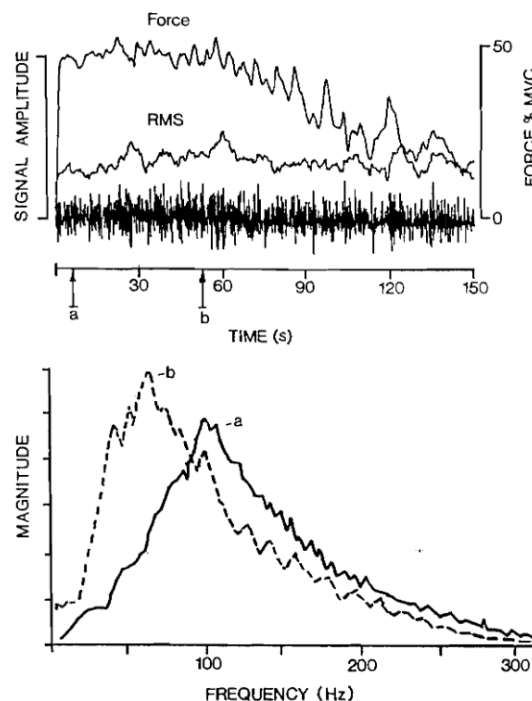 Force
50
RMS
SIGNAL AMPLITUDE
FORCE % MVC
0
30 60 90 120 150
a b
TIME (s)
b
a
MAGNITUDE
100 200 300
FREQUENCY (Hz)